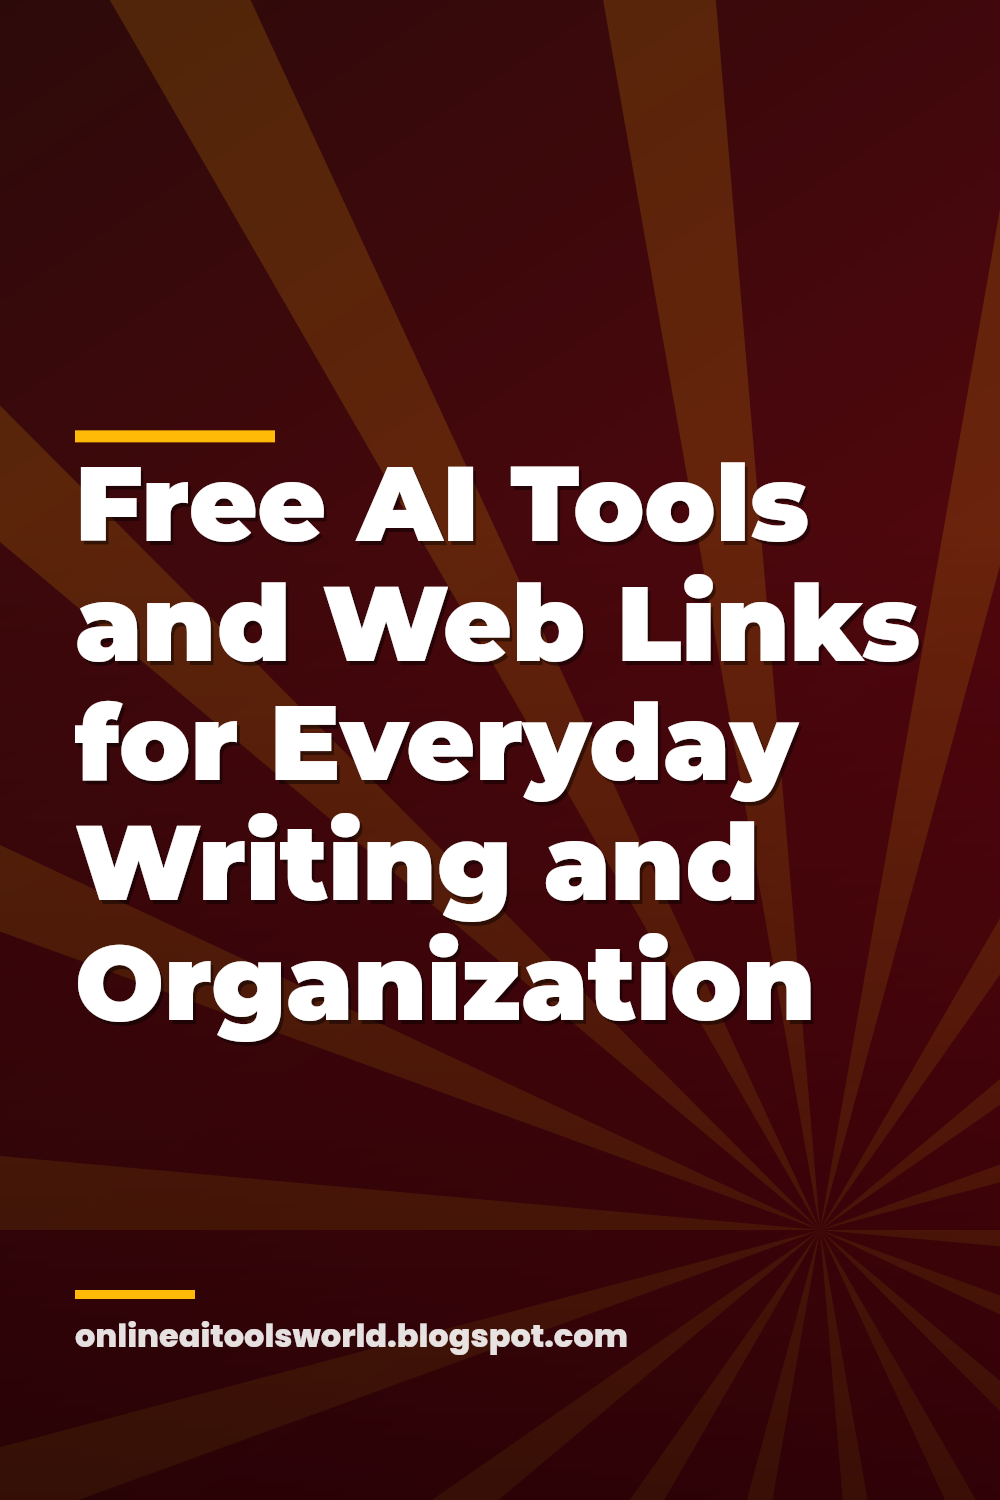 Free AI Tools
and Web Links
for Everyday
Writing and
Organization
onlineaitoolsworld.blogspot.com